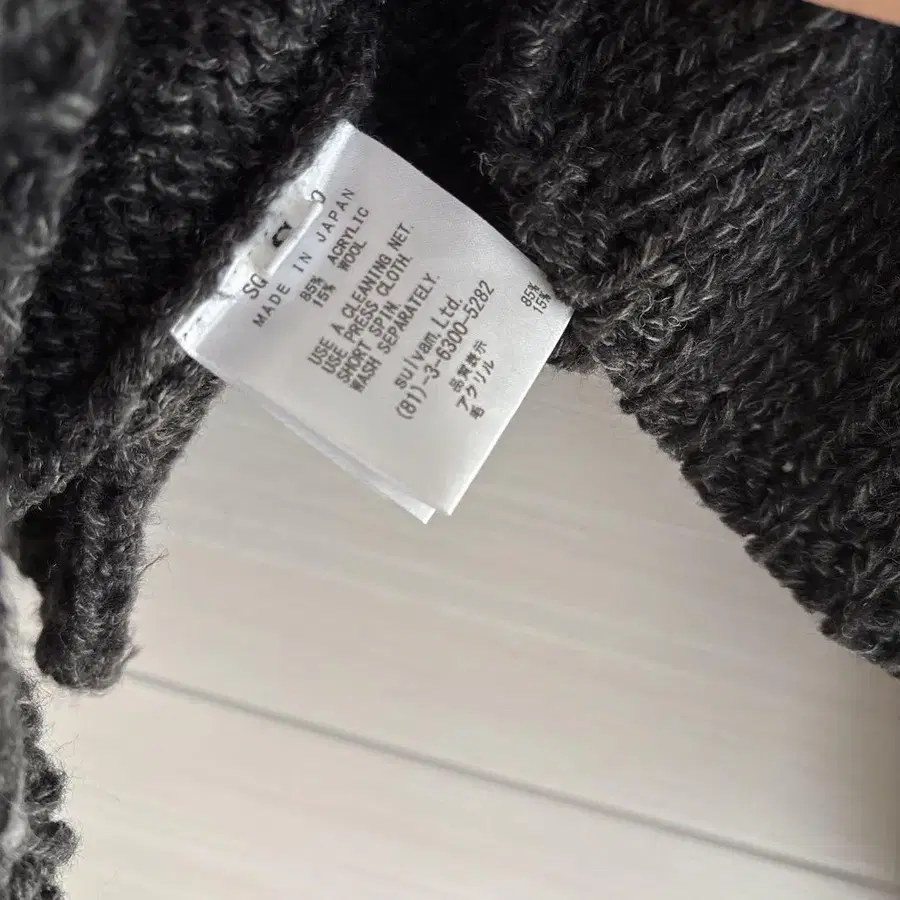 S
MADE IN JAPAN
85% ACRYLIC
15% WOOL
USE A CLEANING NET.
USE PRESS CLOTH.
SHORT SPIN.
WASH SEPARATELY.
sulvam, Ltd.
(81)-3-6300-5282
品質表示
アクリル 85%
毛 15%